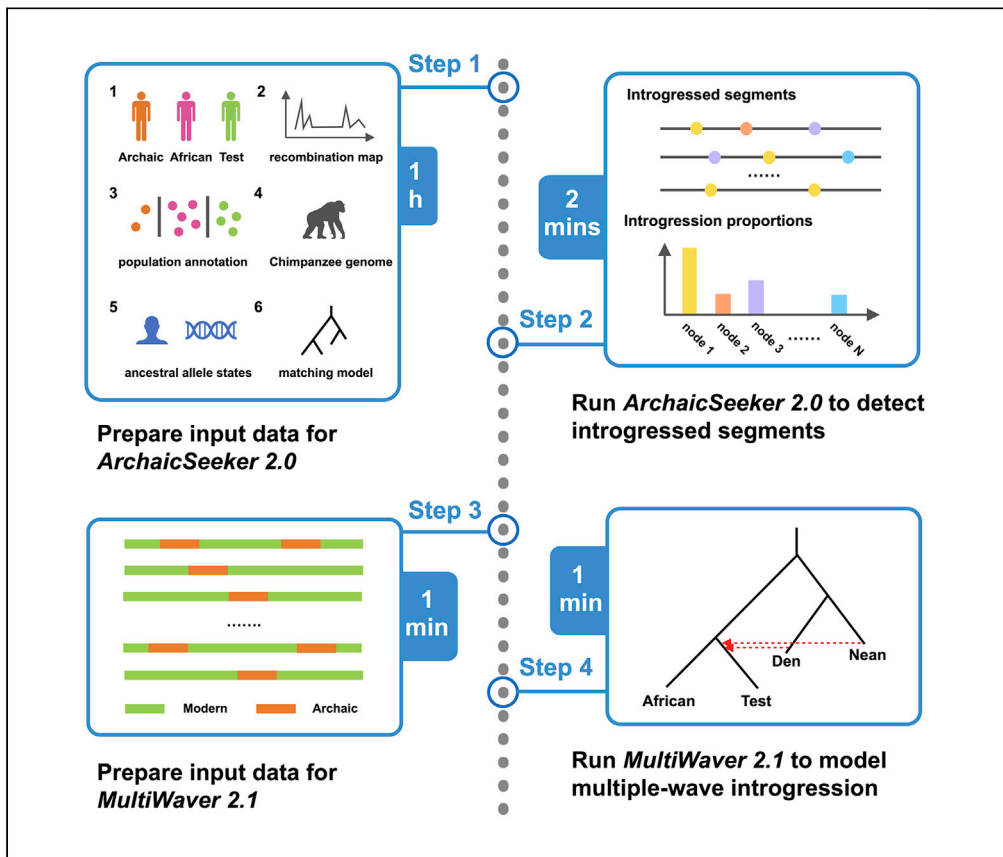 Step 1
1
2
Archaic African Test
recombination map
1
h
3
4
population annotation
Chimpanzee genome
5
6
ancestral allele states
matching model
Prepare input data for
ArchaicSeeker 2.0
Introgressed segments
......
2
mins
Introgression proportions
Step 2
node 1
node 2
node 3
......
node N
Run ArchaicSeeker 2.0 to detect
introgressed segments
Step 3
1
min
.......
Modern
Archaic
Prepare input data for
MultiWaver 2.1
1
min
Step 4
Den
Nean
African
Test
Run MultiWaver 2.1 to model
multiple-wave introgression